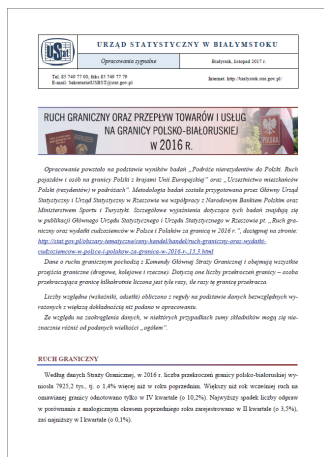 URZĄD STATYSTYCZNY W BIAŁYMSTOKU
Opracowania sygnalne
Białystok, listopad 2017 r.
Tel. 85 749 77 00, faks 85 749 77 79
E-mail: SekretariatUSBST@stat.gov.pl
Internet: http://bialystok.stat.gov.pl/
RUCH GRANICZNY ORAZ PRZEPŁYW TOWARÓW I USŁUG
NA GRANICY POLSKO-BIAŁORUSKIEJ
W 2016 R.
Opracowanie powstało na podstawie wyników badań „Podróże nierezydentów do Polski. Ruch
pojazdów i osób na granicy Polski z krajami Unii Europejskiej” oraz „Uczestnictwo mieszkańców
Polski (rezydentów) w podróżach”. Metodologia badań została przygotowana przez Główny Urząd
Statystyczny i Urząd Statystyczny w Rzeszowie we współpracy z Narodowym Bankiem Polskim oraz
Ministerstwem Sportu i Turystyki. Szczegółowe wyjaśnienia dotyczące tych badań znajdują się
w publikacji Głównego Urzędu Statystycznego i Urzędu Statystycznego w Rzeszowie pt. „Ruch gra-
niczny oraz wydatki cudzoziemców w Polsce i Polaków za granicą w 2016 r.”, dostępnej na stronie:
http://stat.gov.pl/obszary-tematyczne/ceny-handel/handel/ruch-graniczny-oraz-wydatki-
cudzoziemcow-w-polsce-i-polakow-za-granica-w-2016-r-,15,3.html
Dane o ruchu granicznym pochodzą z Komendy Głównej Straży Granicznej i obejmują wszystkie
przejścia graniczne (drogowe, kolejowe i rzeczne). Dotyczą one liczby przekroczeń granicy – osoba
przekraczająca granicę kilkakrotnie liczona jest tyle razy, ile razy tę granicę przekracza.
Liczby względne (wskaźniki, odsetki) obliczono z reguły na podstawie danych bezwzględnych wy-
rażonych z większą dokładnością niż podano w opracowaniu.
Ze względu na zaokrąglenia danych, w niektórych przypadkach sumy składników mogą się nie-
znacznie różnić od podanych wielkości „ogółem”.
RUCH GRANICZNY
Według danych Straży Granicznej, w 2016 r. liczba przekroczeń granicy polsko-białoruskiej wy-
niosła 7925,2 tys., tj. o 1,4% więcej niż w roku poprzednim. Większy niż rok wcześniej ruch na
omawianej granicy odnotowano tylko w IV kwartale (o 10,2%). Najwyższy spadek liczby odpraw
w porównaniu z analogicznym okresem poprzedniego roku zarejestrowano w II kwartale (o 3,5%),
zaś najniższy w I kwartale (o 0,1%).